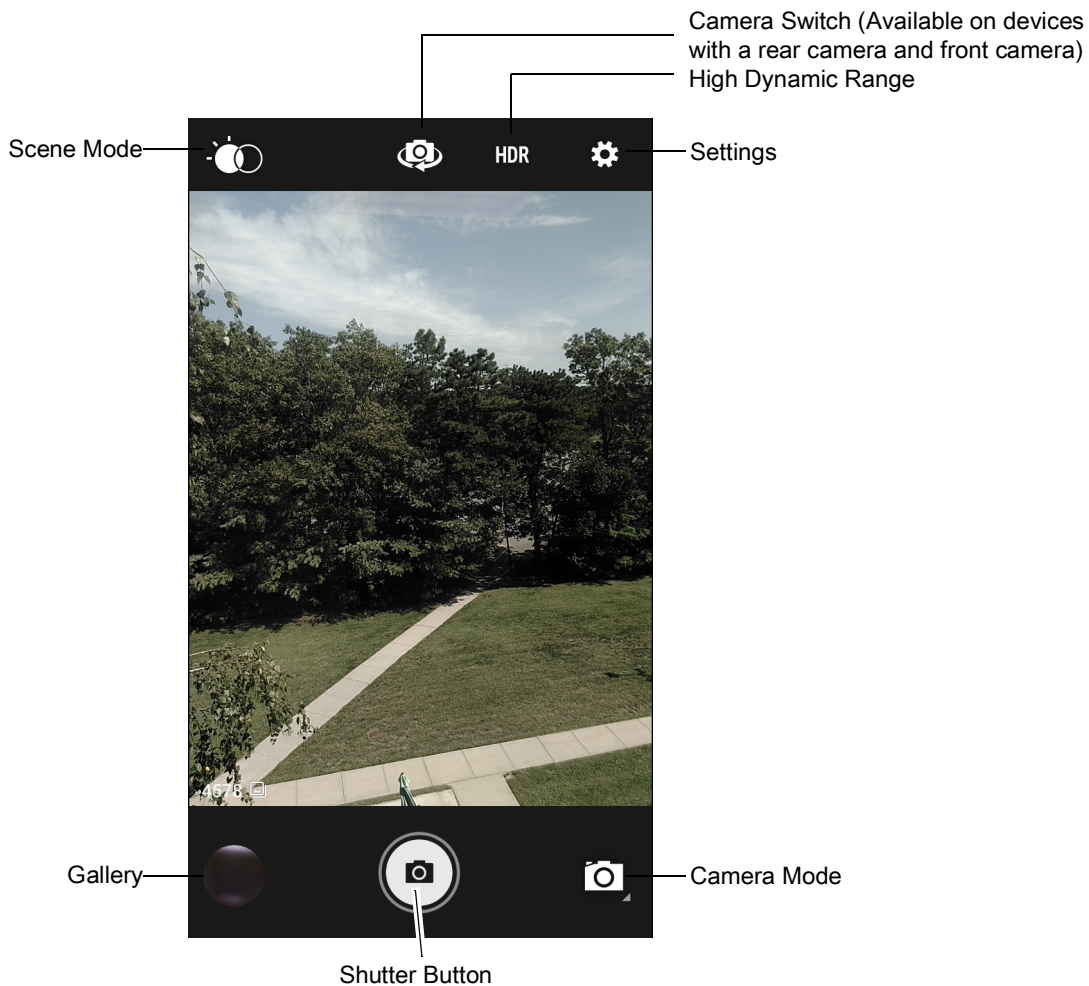 Camera Switch (Available on devices
with a rear camera and front camera)
High Dynamic Range
Scene Mode
HDR
Settings
4578
Gallery
Camera Mode
Shutter Button